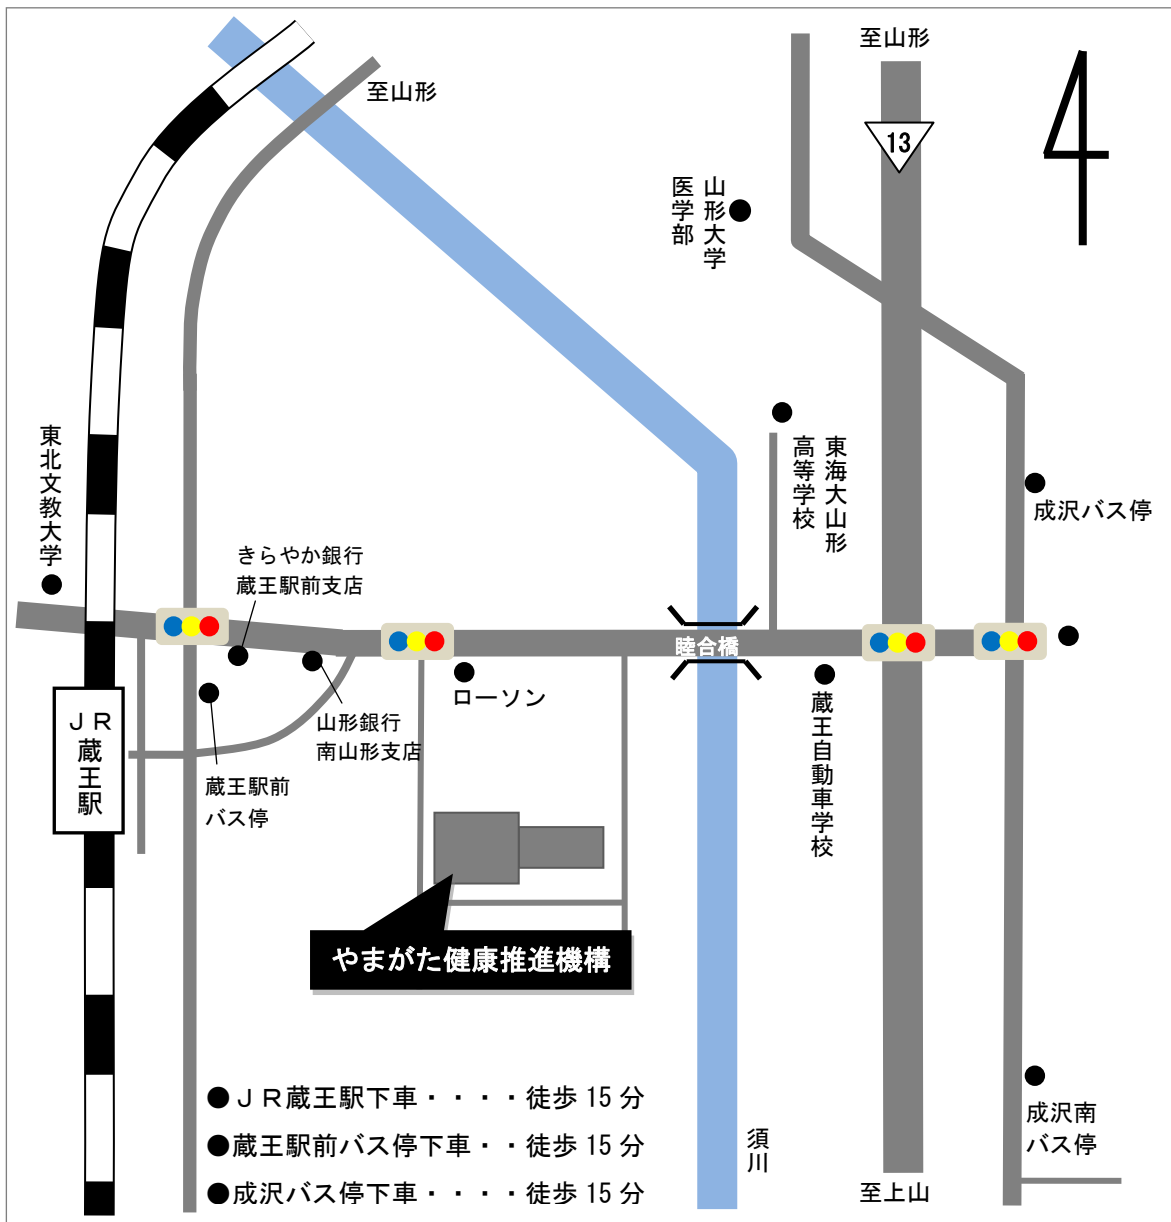 至山形
至山形
13
山形大学
医学部
東海大山形
高等学校
成沢バス停
東北文教大学
きらやか銀行
蔵王駅前支店
睦合橋
ローソン
山形銀行
南山形支店
ＪＲ
蔵王駅
蔵王駅前
バス停
蔵王自動車学校
やまがた健康推進機構
●ＪＲ蔵王駅下車・・・・徒歩 15 分
●蔵王駅前バス停下車・・徒歩 15 分
●成沢バス停下車・・・・徒歩 15 分
須川
成沢南
バス停
至上山